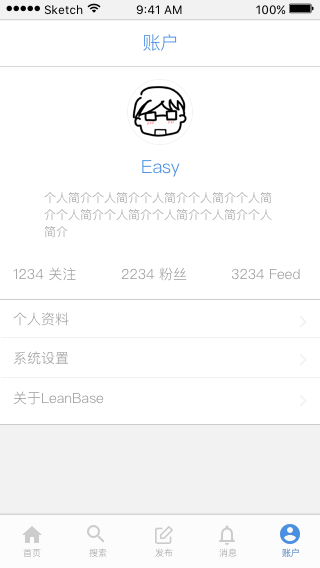 Sketch 9:41 AM 100%
账户
Easy
个人简介个人简介个人简介个人简介个人简
介个人简介个人简介个人简介个人简介个人
简介
1234 关注 2234 粉丝 3234 Feed
个人资料
系统设置
关于LeanBase
首页 搜索 发布 消息 账户